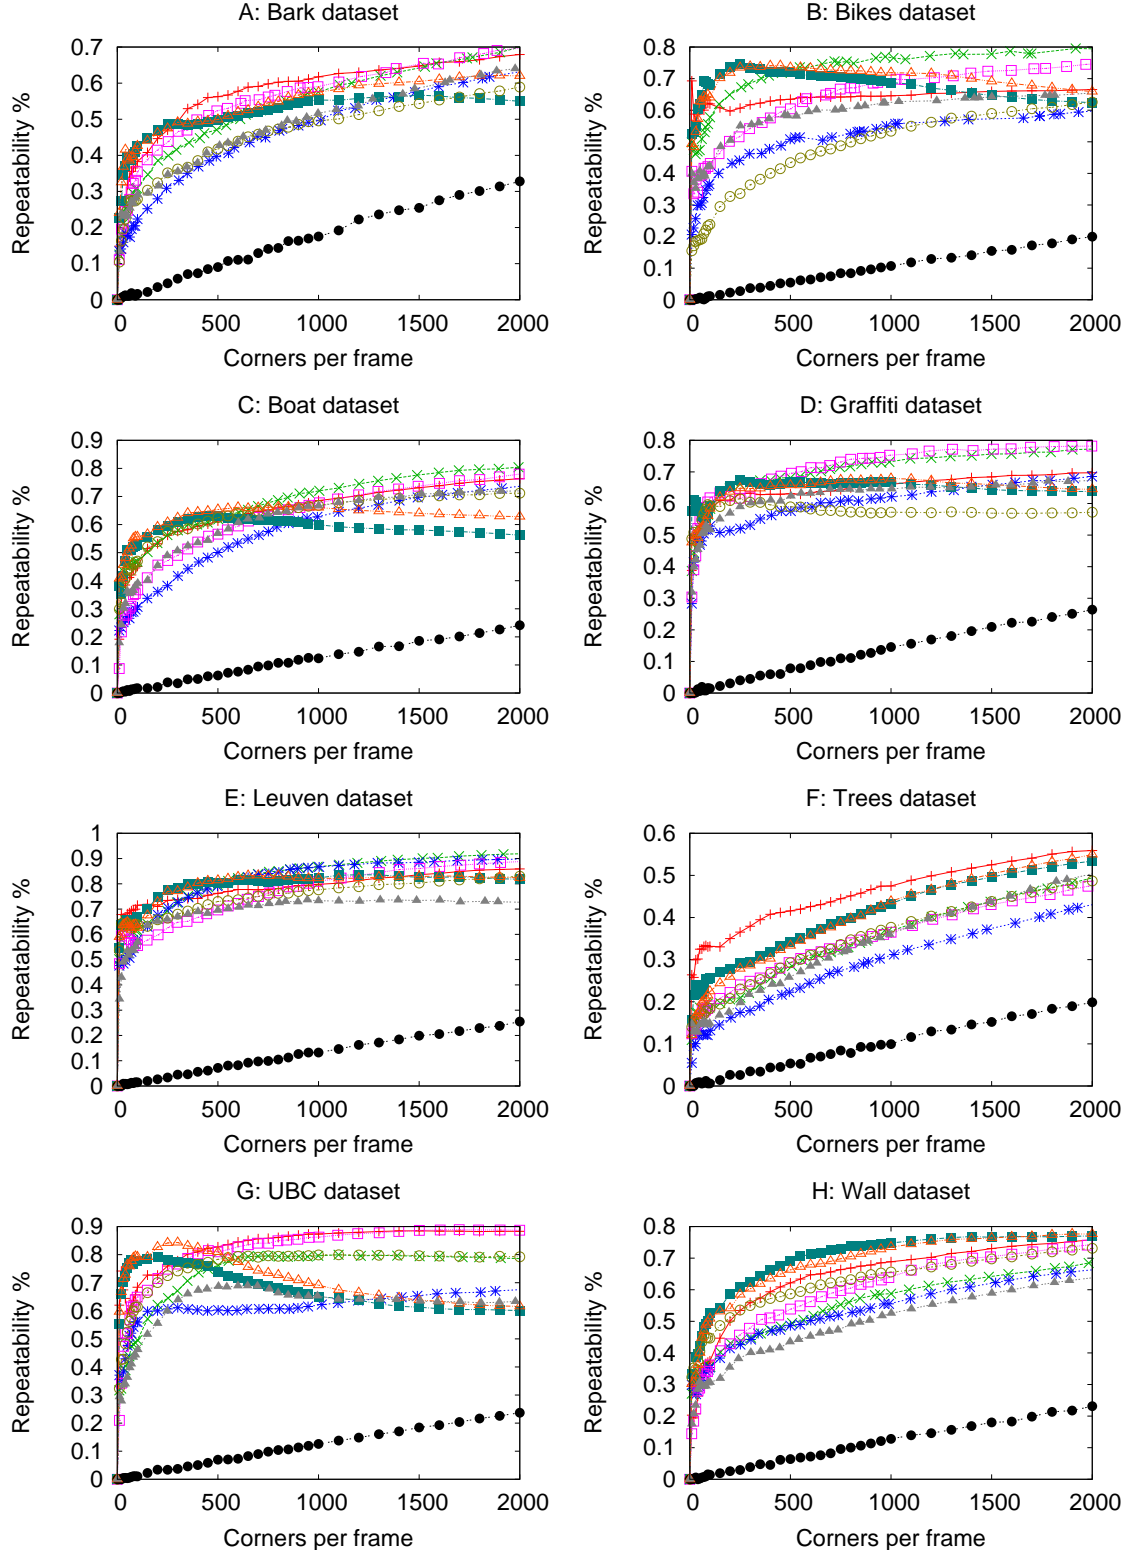 A: Bark dataset
Repeatability %
0.7
0.6
0.5
0.4
0.3
0.2
0.1
0
0 500 1000 1500 2000
Corners per frame
B: Bikes dataset
Repeatability %
0.8
0.7
0.6
0.5
0.4
0.3
0.2
0.1
0
0 500 1000 1500 2000
Corners per frame
C: Boat dataset
Repeatability %
0.9
0.8
0.7
0.6
0.5
0.4
0.3
0.2
0.1
0
0 500 1000 1500 2000
Corners per frame
D: Graffiti dataset
Repeatability %
0.8
0.7
0.6
0.5
0.4
0.3
0.2
0.1
0
0 500 1000 1500 2000
Corners per frame
E: Leuven dataset
Repeatability %
1
0.9
0.8
0.7
0.6
0.5
0.4
0.3
0.2
0.1
0
0 500 1000 1500 2000
Corners per frame
F: Trees dataset
Repeatability %
0.6
0.5
0.4
0.3
0.2
0.1
0
0 500 1000 1500 2000
Corners per frame
G: UBC dataset
Repeatability %
0.9
0.8
0.7
0.6
0.5
0.4
0.3
0.2
0.1
0
0 500 1000 1500 2000
Corners per frame
H: Wall dataset
Repeatability %
0.8
0.7
0.6
0.5
0.4
0.3
0.2
0.1
0
0 500 1000 1500 2000
Corners per frame